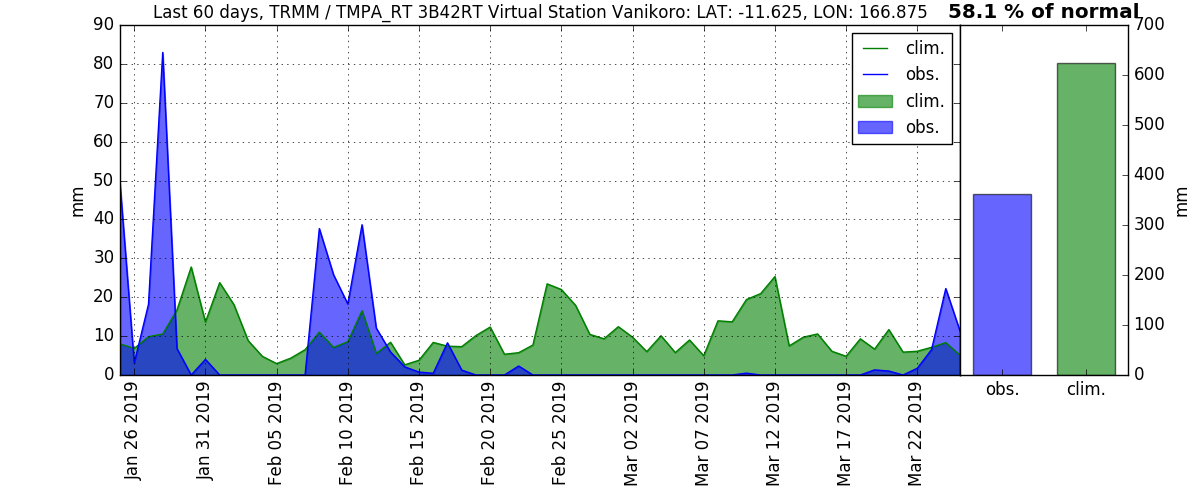 Last 60 days, TRMM / TMPA_RT 3B42RT Virtual Station Vanikoro: LAT: -11.625, LON: 166.875
58.1 % of normal
90
80
70
60
50
40
30
20
10
0
mm
clim.
obs.
clim.
obs.
Jan 26 2019
Jan 31 2019
Feb 05 2019
Feb 10 2019
Feb 15 2019
Feb 20 2019
Feb 25 2019
Mar 02 2019
Mar 07 2019
Mar 12 2019
Mar 17 2019
Mar 22 2019
700
600
500
400
300
200
100
0
mm
obs.
clim.